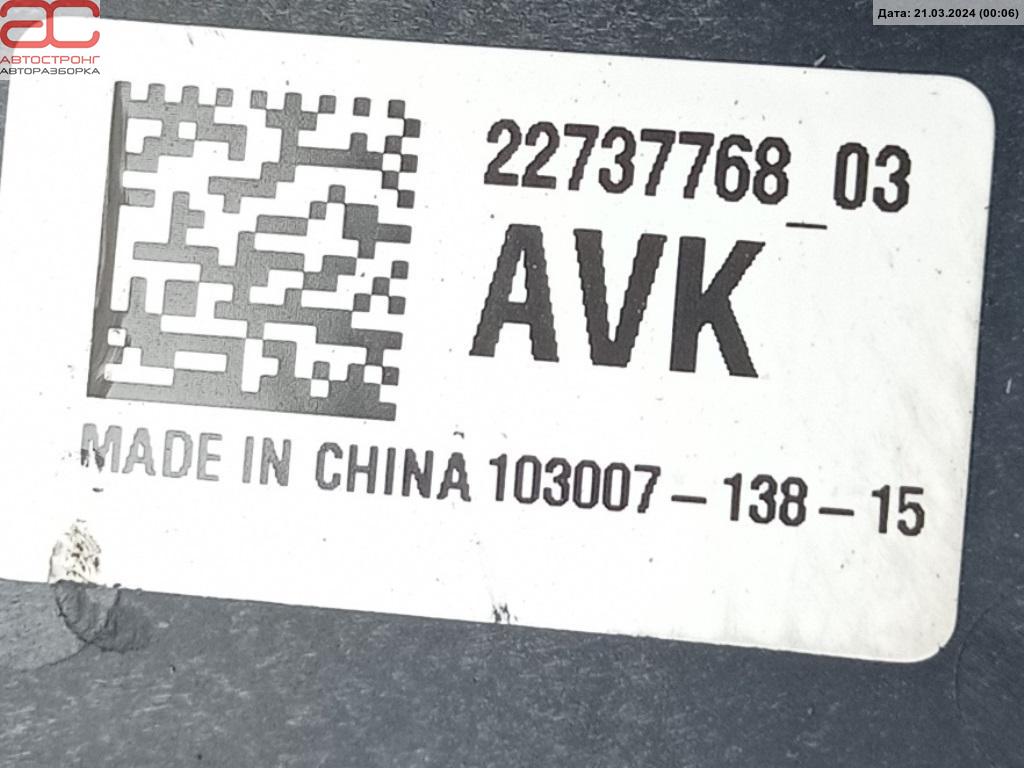 ас
АВТОСТРОНГ
АВТОРАЗБОРКА
Дата: 21.03.2024 (00:06)
22737768_03
AVK
MADE IN CHINA 103007-138-15